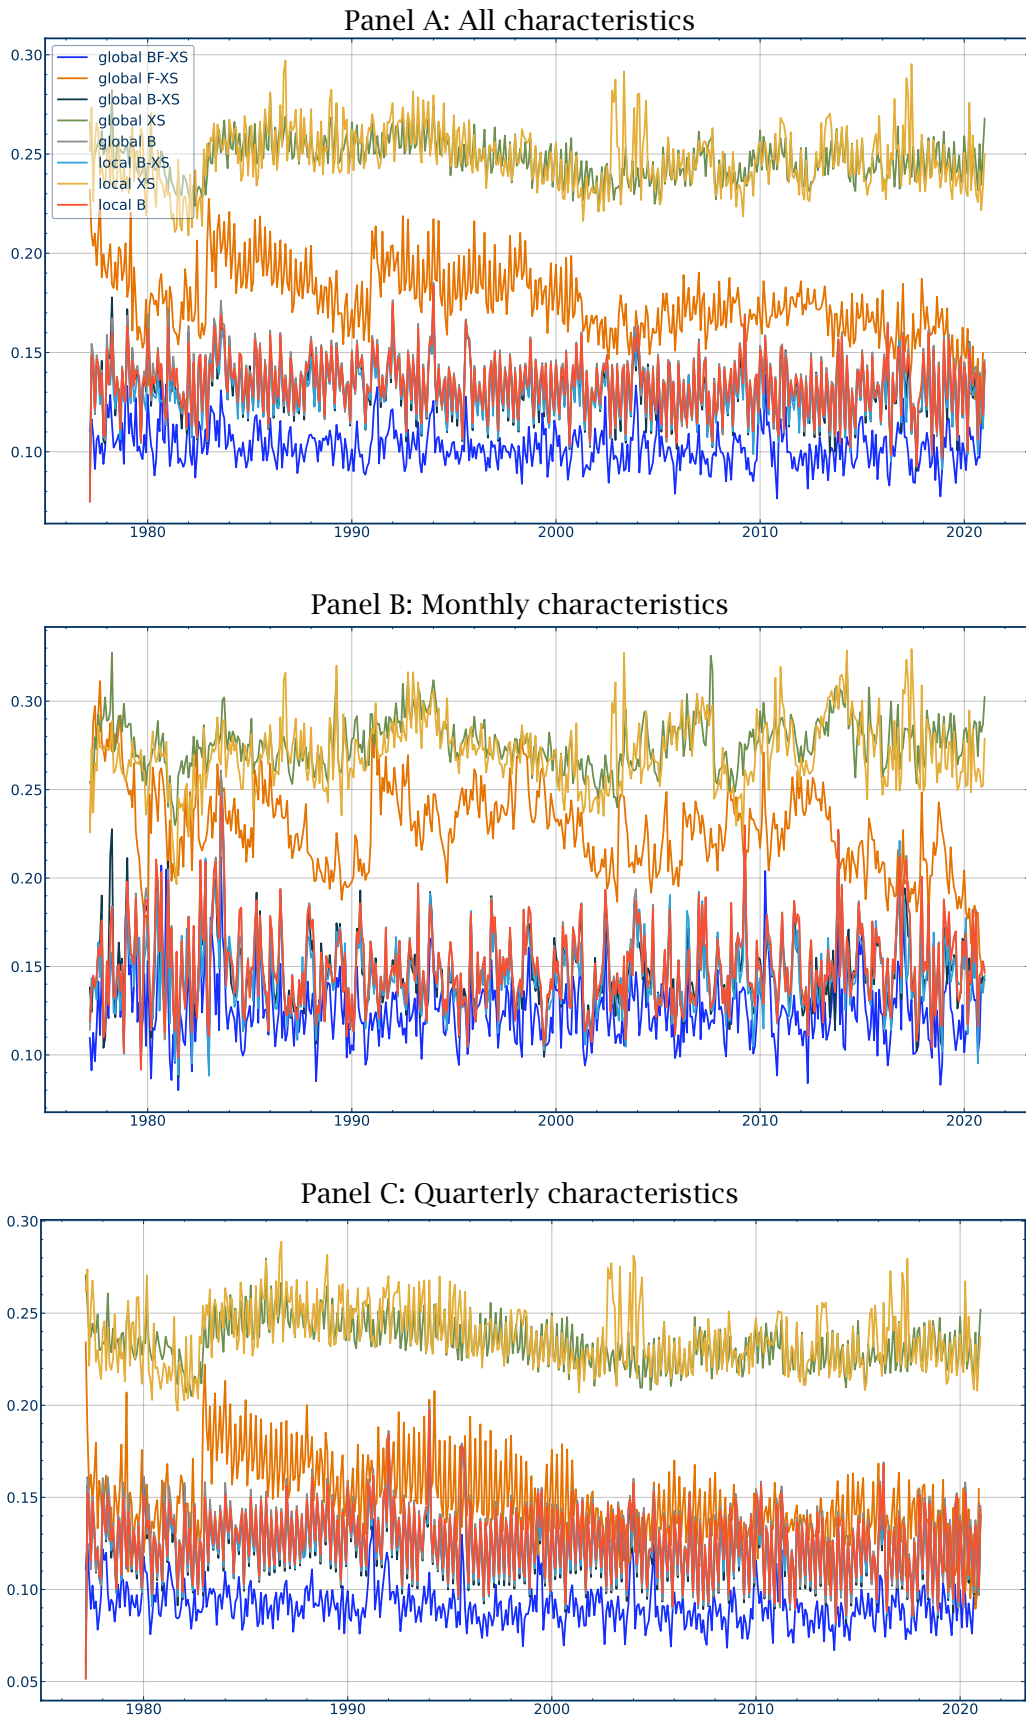 Panel A: All characteristics
0.30
0.25
0.20
0.15
0.10
global BF-XS
global F-XS
global B-XS
global XS
global B
local B-XS
local XS
local B
1980 1990 2000 2010 2020
Panel B: Monthly characteristics
0.30
0.25
0.20
0.15
0.10
1980 1990 2000 2010 2020
Panel C: Quarterly characteristics
0.30
0.25
0.20
0.15
0.10
0.05
1980 1990 2000 2010 2020